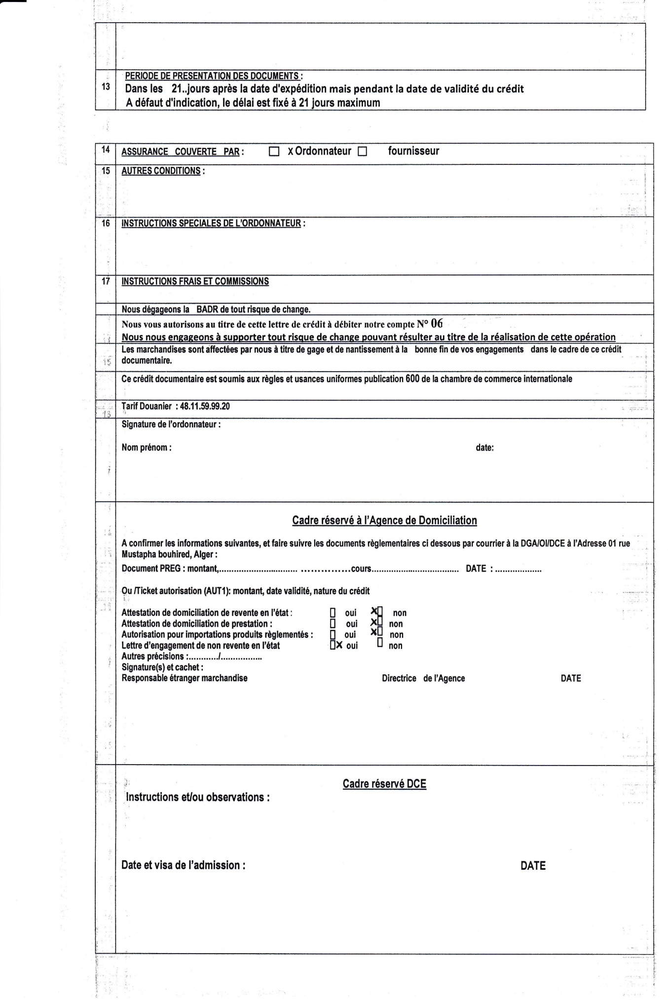 PERIODE DE PRESENTATION DES DOCUMENTS :
13 Dans les 21..jours après la date d'expédition mais pendant la date de validité du crédit
A défaut d'indication, le délai est fixé à 21 jours maximum
14 ASSURANCE COUVERTE PAR : ☐ X Ordonnateur ☐ fournisseur
15 AUTRES CONDITIONS :
16 INSTRUCTIONS SPECIALES DE L'ORDONNATEUR :
17 INSTRUCTIONS FRAIS ET COMMISSIONS
Nous dégageons la BADR de tout risque de change.
Nous vous autorisons au titre de cette lettre de crédit à débiter notre compte N° 06
Nous nous engageons à supporter tout risque de change pouvant résulter au titre de la réalisation de cette opération
Les marchandises sont affectées par nous à titre de gage et de nantissement à la bonne fin de vos engagements dans le cadre de ce crédit
documentaire.
Ce crédit documentaire est soumis aux règles et usances uniformes publication 600 de la chambre de commerce internationale
Tarif Douanier : 48.11.59.99.20
Signature de l'ordonnateur :
Nom prénom : date:
Cadre réservé à l'Agence de Domiciliation
A confirmer les informations suivantes, et faire suivre les documents règlementaires ci dessous par courrier à la DGA/OI/DCE à l'Adresse 01 rue
Mustapha bouhired, Alger :
Document PREG : montant,............................... ...............cours................................... DATE : ...................
Ou /Ticket autorisation (AUT1): montant, date validité, nature du crédit
Attestation de domiciliation de revente en l'état : ☐ oui X☐ non
Attestation de domiciliation de prestation : ☐ oui X☐ non
Autorisation pour importations produits règlementés : ☐ oui X☐ non
Lettre d'engagement de non revente en l'état ☐X oui ☐ non
Autres précisions :............/.................
Signature(s) et cachet :
Responsable étranger marchandise Directrice de l'Agence DATE
Cadre réservé DCE
Instructions et/ou observations :
Date et visa de l'admission : DATE